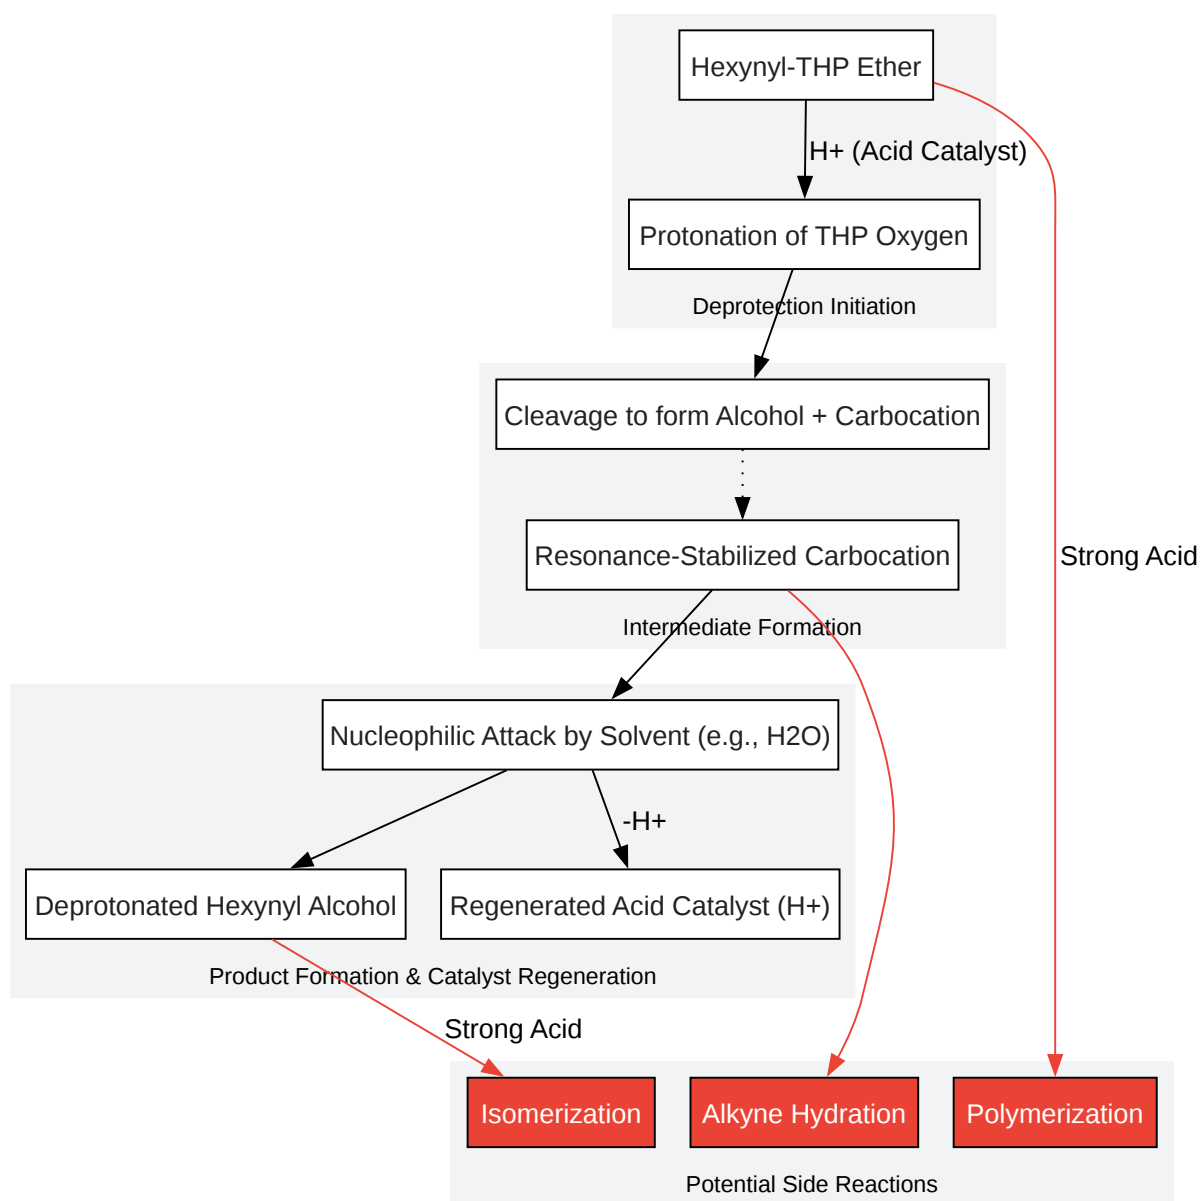 Hexynyl-THP Ether
H+ (Acid Catalyst)
Protonation of THP Oxygen
Deprotection Initiation
Cleavage to form Alcohol + Carbocation
Resonance-Stabilized Carbocation
Strong Acid
Intermediate Formation
Nucleophilic Attack by Solvent (e.g., H2O)
-H+
Deprotonated Hexynyl Alcohol
Regenerated Acid Catalyst (H+)
Product Formation & Catalyst Regeneration
Strong Acid
Isomerization
Alkyne Hydration
Polymerization
Potential Side Reactions